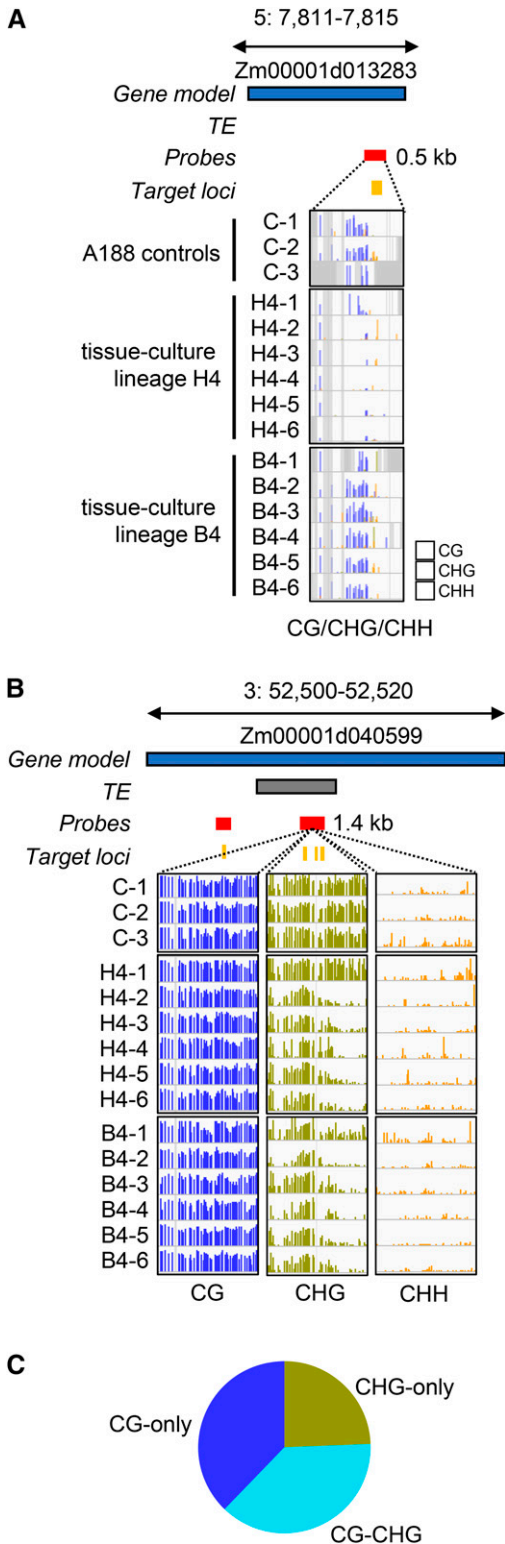 A
5: 7,811-7,815
Zm00001d013283
Gene model
TE
Probes
0.5 kb
Target loci
A188 controls
C-1
C-2
C-3
tissue-culture
lineage H4
H4-1
H4-2
H4-3
H4-4
H4-5
H4-6
tissue-culture
lineage B4
B4-1
B4-2
B4-3
B4-4
B4-5
B4-6
CG
CHG
CHH
CG/CHG/CHH
B
3: 52,500-52,520
Zm00001d040599
Gene model
TE
Probes
1.4 kb
Target loci
C-1
C-2
C-3
H4-1
H4-2
H4-3
H4-4
H4-5
H4-6
B4-1
B4-2
B4-3
B4-4
B4-5
B4-6
CG CHG CHH
C
CHG-only
CG-only
CG-CHG